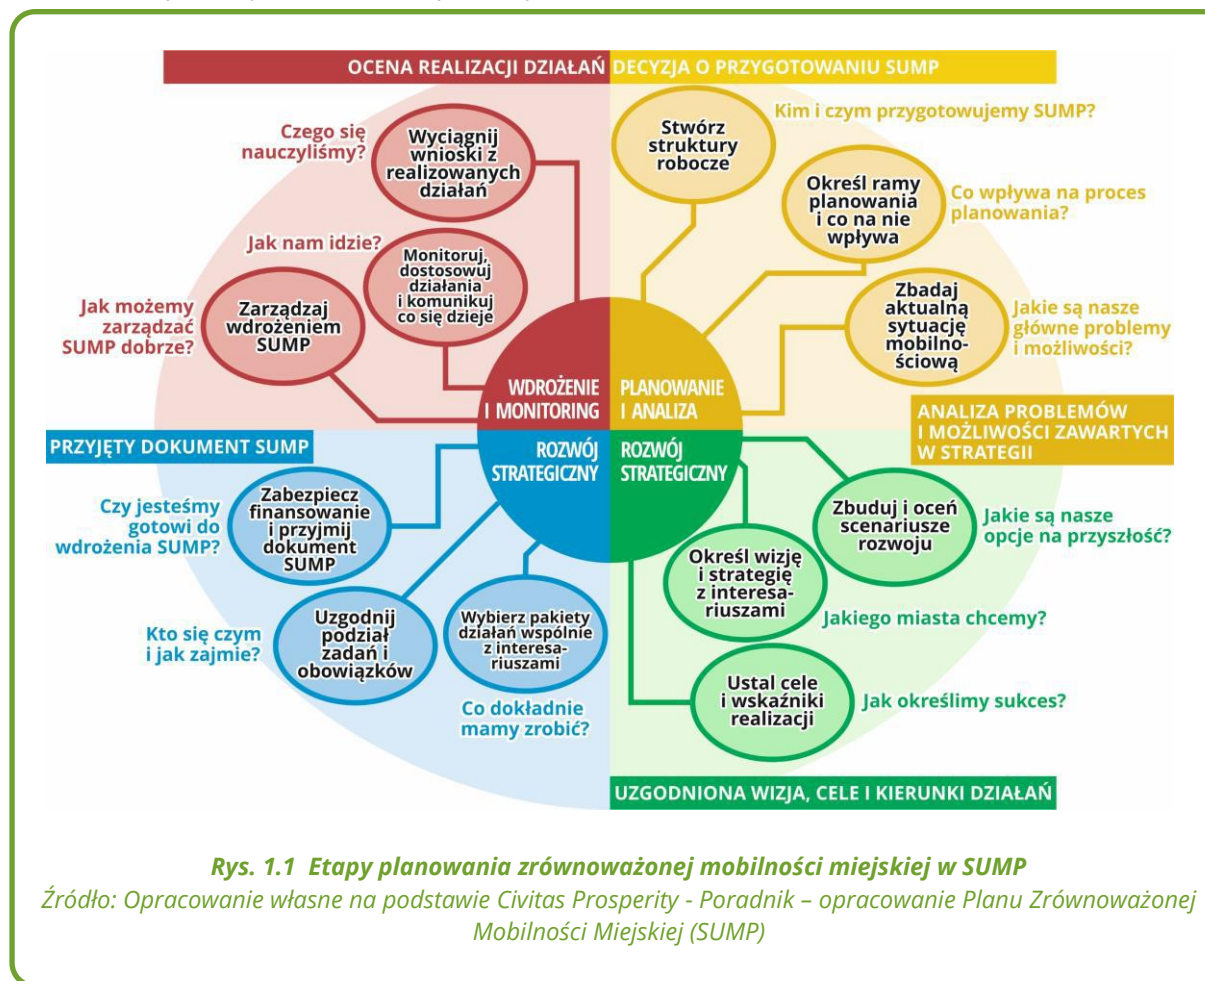 OCENA REALIZACJI DZIAŁAŃ
DECYZJA O PRZYGOTOWANIU SUMP
Kim i czym przygotowujemy SUMP?
Stwórz
struktury
robocze
Określ ramy
planowania
i co na nie
wpływa
Co wpływa na proces
planowania?
Zbadaj
aktualną
sytuację
mobilno-
ściową
Jakie są nasze
główne problemy
i możliwości?
PLANOWANIE
I ANALIZA
ANALIZA PROBLEMÓW
I MOŻLIWOŚCI ZAWARTYCH
W STRATEGII
ROZWÓJ
STRATEGICZNY
Zbuduj i oceń
scenariusze
rozwoju
Jakie są nasze
opcje na przyszłość?
Określ wizję
i strategię
z interesa-
riuszami
Jakiego miasta chcemy?
Ustal cele
i wskaźniki
realizacji
Jak określimy sukces?
UZGODNIONA WIZJA, CELE I KIERUNKI DZIAŁAŃ
ROZWÓJ
STRATEGICZNY
Wybierz pakiety
działań wspólnie
z interesa-
riuszami
Co dokładnie
mamy zrobić?
Uzgodnij
podział
zadań i
obowiązków
Kto się czym
i jak zajmie?
Zabezpiecz
finansowanie
i przyjmij
dokument
SUMP
Czy jesteśmy
gotowi do
wdrożenia SUMP?
PRZYJĘTY DOKUMENT SUMP
WDROŻENIE
I MONITORING
Zarządzaj
wdrożeniem
SUMP
Jak możemy
zarządzać
SUMP dobrze?
Monitoruj,
dostosowuj
działania
i komunikuj
co się dzieje
Jak nam idzie?
Wyciągnij
wnioski z
realizowanych
działań
Czego się
nauczyliśmy?
Rys. 1.1 Etapy planowania zrównoważonej mobilności miejskiej w SUMP
Źródło: Opracowanie własne na podstawie Civitas Prosperity - Poradnik – opracowanie Planu Zrównoważonej
Mobilności Miejskiej (SUMP)